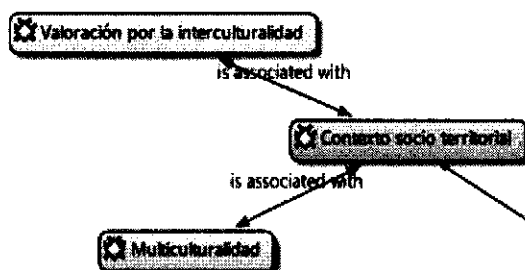 Valoración por la interculturalidad
is associated with
Contexto socio territorial
is associated with
Multiculturalidad